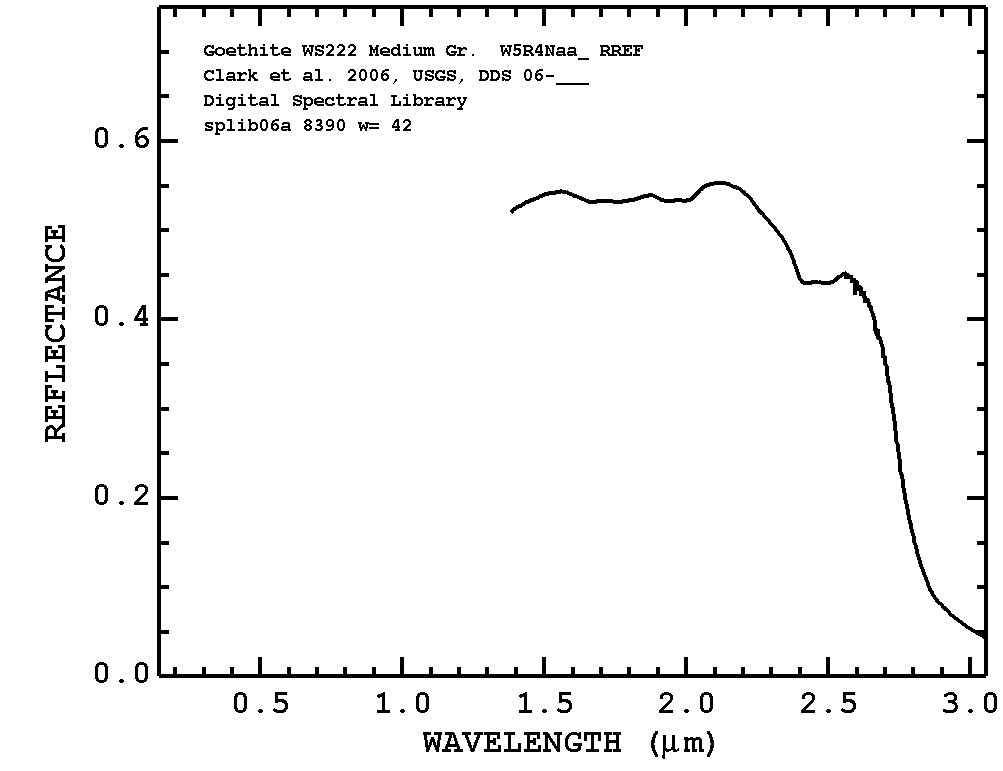 Goethite WS222 Medium Gr.  W5R4Naa_ RREF
Clark et al. 2006, USGS, DDS 06-___
Digital Spectral Library
splib06a 8390 w= 42
0.6
0.4
0.2
0.0
REFLECTANCE
0.5 1.0 1.5 2.0 2.5 3.0
WAVELENGTH (μm)